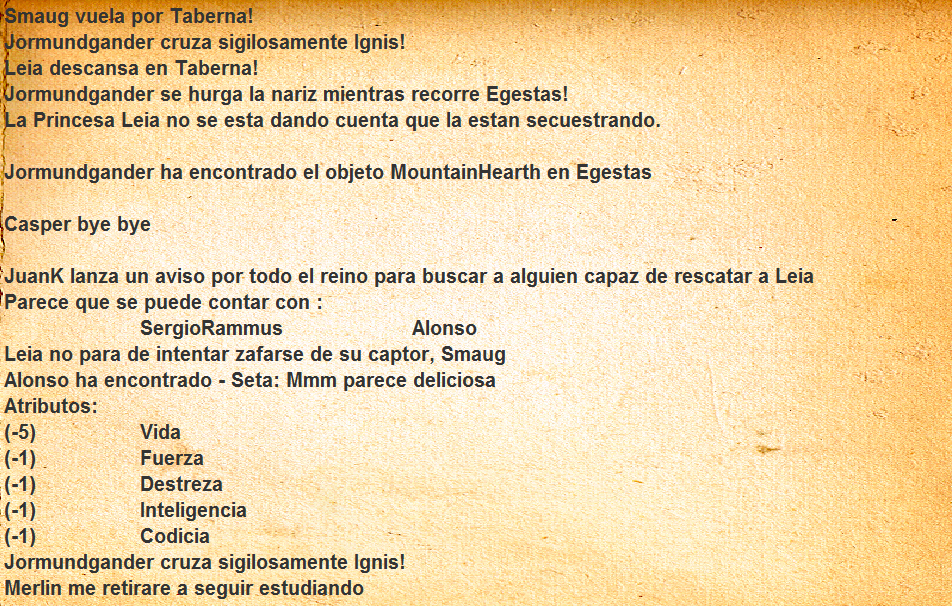 Smaug vuela por Taberna!
Jormundgander cruza sigilosamente Ignis!
Leia descansa en Taberna!
Jormundgander se hurga la nariz mientras recorre Egestas!
La Princesa Leia no se esta dando cuenta que la estan secuestrando.
Jormundgander ha encontrado el objeto MountainHearth en Egestas
Casper bye bye
JuanK lanza un aviso por todo el reino para buscar a alguien capaz de rescatar a Leia
Parece que se puede contar con :
SergioRammus Alonso
Leia no para de intentar zafarse de su captor, Smaug
Alonso ha encontrado - Seta: Mmm parece deliciosa
Atributos:
(-5) Vida
(-1) Fuerza
(-1) Destreza
(-1) Inteligencia
(-1) Codicia
Jormundgander cruza sigilosamente Ignis!
Merlin me retirare a seguir estudiando